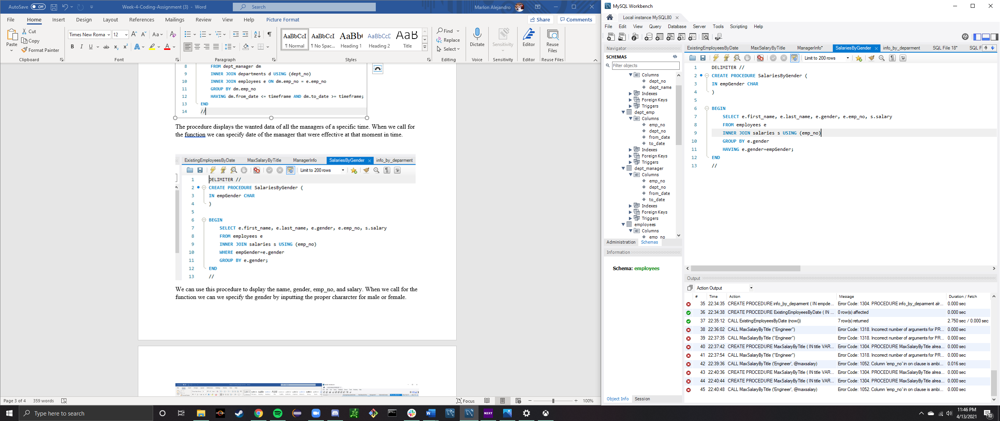 AutoSave Off Week-4-Coding-Assignment (3) - Word Search Marlon Alejandro
File Home Insert Design Layout References Mailings Review View Help Picture Format Share Comments
Paste Cut Copy Format Painter
Times New Roma 12
AaBbCcI AaBbCcI AaBb( AaBbCcD AaB
¶ Normal ¶ No Spac... Heading 1 Heading 2 Title
Find Replace Select
Dictate Sensitivity Editor Reuse Files
Clipboard Font Paragraph Styles Editing Voice Sensitivity Editor Reuse Files
8 FROM dept_manager dm
9 INNER JOIN departments d USING (dept_no)
10 INNER JOIN employees e ON dm.emp_no = e.emp_no
11 GROUP BY dm.emp_no
12 HAVING dm.from_date <= timeframe AND dm.to_date >= timeframe;
13 END
14 //
The procedure displays the wanted data of all the managers of a specific time. When we call for
the function we can specify date of the manager that were effective at that moment in time.
ExistingEmployeesByDate MaxSalaryByTitle ManagerInfo SalariesByGender info_by_deparment
Limit to 200 rows
1 DELIMITER //
2 CREATE PROCEDURE SalariesByGender (
3 IN empGender CHAR
4 )
5
6 BEGIN
7 SELECT e.first_name, e.last_name, e.gender, e.emp_no, s.salary
8 FROM employees e
9 INNER JOIN salaries s USING (emp_no)
10 WHERE empGender=e.gender
11 GROUP BY e.gender;
12 END
13 //
We can use this procedure to dsplay the name, gender, emp_no, and salary. When we call for the
function we can we specify the gender by inputting the proper chararcter for male or female.
Page 3 of 4 359 words Focus 100%
MySQL Workbench
Local instance MySQL80
File Edit View Query Database Server Tools Scripting Help
Navigator
SCHEMAS
Filter objects
Columns
dept_no
dept_name
Indexes
Foreign Keys
Triggers
dept_emp
Columns
emp_no
dept_no
from_date
to_date
Indexes
Foreign Keys
Triggers
dept_manager
Columns
emp_no
dept_no
from_date
to_date
Indexes
Foreign Keys
Triggers
employees
Columns
emp_no
Administration Schemas
Information
Schema: employees
Object Info Session
ExistingEmployeesByDate MaxSalaryByTitle ManagerInfo* SalariesByGender info_by_deparment SQL File 18* SQL F
Limit to 200 rows
1 DELIMITER //
2 CREATE PROCEDURE SalariesByGender (
3 IN empGender CHAR
4 )
5
6 BEGIN
7 SELECT e.first_name, e.last_name, e.gender, e.emp_no, s.salary
8 FROM employees e
9 INNER JOIN salaries s USING (emp_no)
10 GROUP BY e.gender
11 HAVING e.gender=empGender;
12 END
13 //
Output
Action Output
# Time Action Message Duration / Fetch
35 22:34:35 CREATE PROCEDURE info_by_deparment ( IN empde... Error Code: 1304. PROCEDURE info_by_deparment alr... 0.000 sec
36 22:34:38 CREATE PROCEDURE ExistingEmployeesByDate ( IN ... 0 row(s) affected 0.000 sec
37 22:35:12 CALL ExistingEmployeesByDate (now()) 7 row(s) returned 2.750 sec / 0.000 sec
38 22:36:02 CALL MaxSalaryByTitle ("Engineer") Error Code: 1318. Incorrect number of arguments for PR... 0.000 sec
39 22:37:35 CALL MaxSalaryByTitle ("Engineer") Error Code: 1318. Incorrect number of arguments for PR... 0.000 sec
40 22:37:42 CREATE PROCEDURE MaxSalaryByTitle ( IN title VAR... Error Code: 1304. PROCEDURE MaxSalaryByTitle alrea... 0.000 sec
41 22:37:54 CALL MaxSalaryByTitle ("Engineer") Error Code: 1318. Incorrect number of arguments for PR... 0.000 sec
42 22:39:36 CALL MaxSalaryByTitle ('Engineer', @maxsalary) Error Code: 1052. Column 'emp_no' in on clause is ambi... 0.016 sec
43 22:40:36 CREATE PROCEDURE MaxSalaryByTitle ( IN title VAR... Error Code: 1304. PROCEDURE MaxSalaryByTitle alrea... 0.000 sec
44 22:40:44 CREATE PROCEDURE MaxSalaryByTitle ( IN title VAR... Error Code: 1304. PROCEDURE MaxSalaryByTitle alrea... 0.000 sec
45 22:40:48 CALL MaxSalaryByTitle ('Engineer', @maxsalary) Error Code: 1052. Column 'emp_no' in on clause is ambi... 0.000 sec
Type here to search
RYZEN
NZXT
11:46 PM
4/13/2021
10